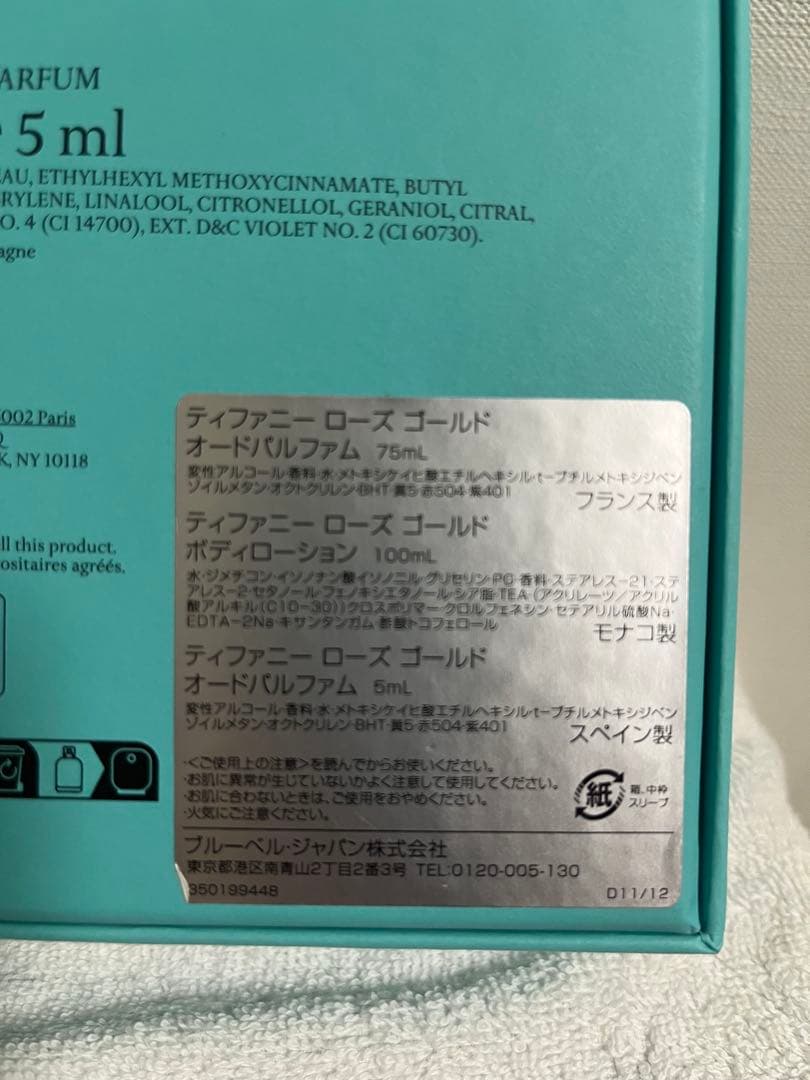 ARFUM
5 ml
EAU, ETHYLHEXYL METHOXYCINNAMATE, BUTYL
RYLENE, LINALOOL, CITRONELLOL, GERANIOL, CITRAL,
O. 4 (CI 14700), EXT. D&C VIOLET NO. 2 (CI 60730).
agne
5002 Paris
K, NY 10118
ll this product.
ositaires agréés.
ティファニー ローズ ゴールド
オードパルファム 75mL
変性アルコール・香料・水・メトキシケイヒ酸エチルヘキシル・t-ブチルメトキシジベン
ゾイルメタン・オクトクリレン・BHT・黄5・赤504・紫401
フランス製
ティファニー ローズ ゴールド
ボディローション 100mL
水・ジメチコン・イソノナン酸イソノニル・グリセリン・PG・香料・ステアレス-21・ステ
アレス-2・セタノール・フェノキシエタノール・シア脂・TEA・(アクリレーツ/アクリル
酸アルキル(C10-30))クロスポリマー・クロルフェネシン・セテアリル硫酸Na・
EDTA-2Na・キサンタンガム・酢酸トコフェロール
モナコ製
ティファニー ローズ ゴールド
オードパルファム 5mL
変性アルコール・香料・水・メトキシケイヒ酸エチルヘキシル・t-ブチルメトキシジベン
ゾイルメタン・オクトクリレン・BHT・黄5・赤504・紫401
スペイン製
・<ご使用上の注意>を読んでからお使いください。
・お肌に異常が生じていないかよく注意して使用してください。
・お肌に合わないときは、ご使用をおやめください。
・火気にご注意ください。
紙
箱、中枠
スリーブ
ブルーベル・ジャパン株式会社
東京都港区南青山2丁目2番3号 TEL:0120-005-130
350199448
D11/12